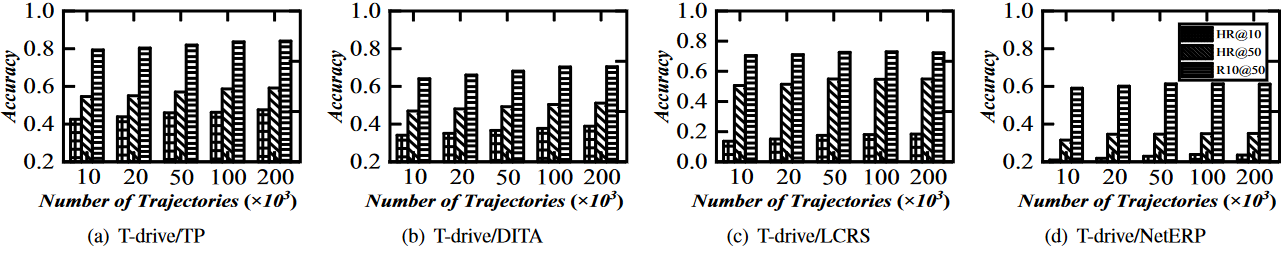 Accuracy
1.0
0.8
0.6
0.4
0.2
10 20 50 100 200
Number of Trajectories (×10³)
(a) T-drive/TP
Accuracy
1.0
0.8
0.6
0.4
0.2
10 20 50 100 200
Number of Trajectories (×10³)
(b) T-drive/DITA
Accuracy
1.0
0.8
0.6
0.4
0.2
0.0
10 20 50 100 200
Number of Trajectories (×10³)
(c) T-drive/LCRS
Accuracy
1.0
0.8
0.6
0.4
0.2
HR@10
HR@50
R10@50
10 20 50 100 200
Number of Trajectories (×10³)
(d) T-drive/NetERP